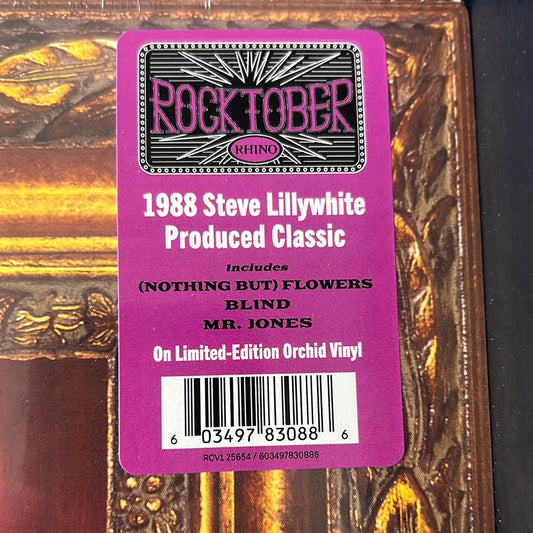 ROCKTOBER
RHINO
1988 Steve Lillywhite
Produced Classic
Includes
(NOTHING BUT) FLOWERS
BLIND
MR. JONES
On Limited-Edition Orchid Vinyl
6 03497 83088 6
RCV1 25654 / 603497830886